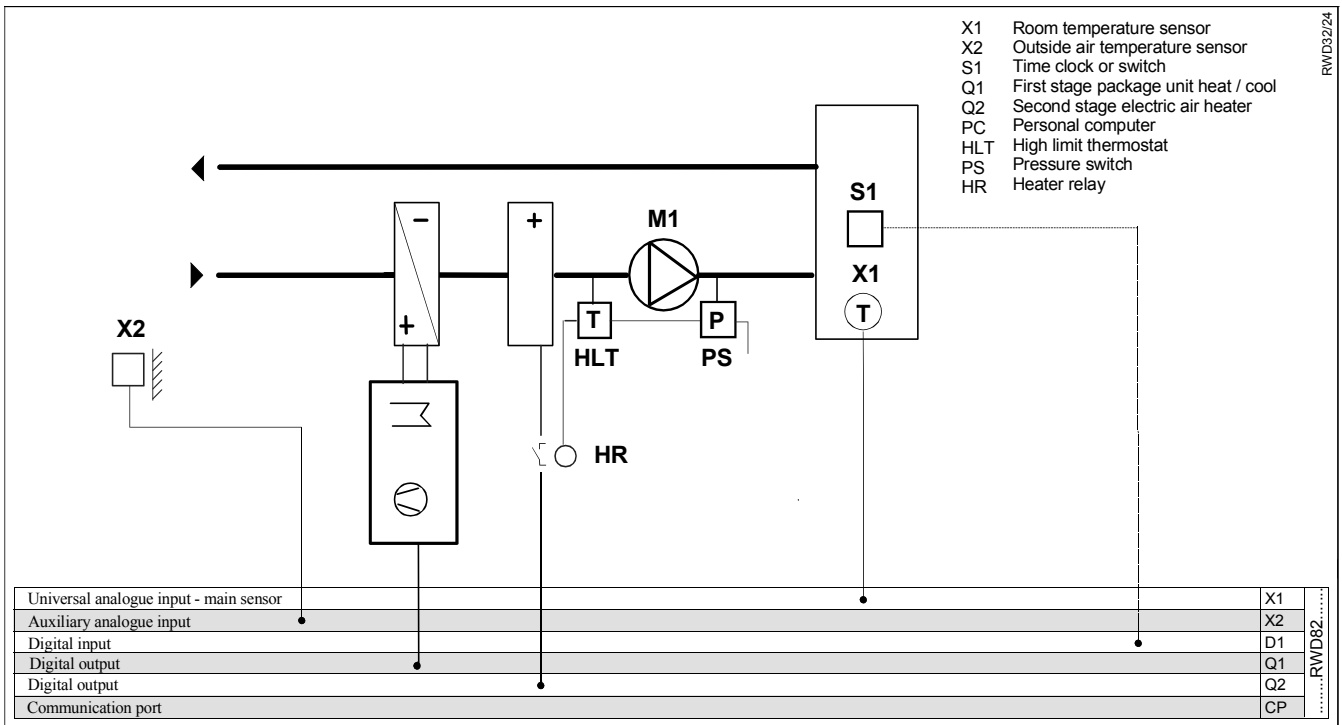 X1 Room temperature sensor
X2 Outside air temperature sensor
S1 Time clock or switch
Q1 First stage package unit heat / cool
Q2 Second stage electric air heater
PC Personal computer
HLT High limit thermostat
PS Pressure switch
HR Heater relay
RWD32/24
S1
M1
X1
T
X2
T
P
HLT
PS
HR
Universal analogue input - main sensor X1
Auxiliary analogue input X2
Digital input D1
Digital output Q1
Digital output Q2
Communication port CP
........RWD82.......